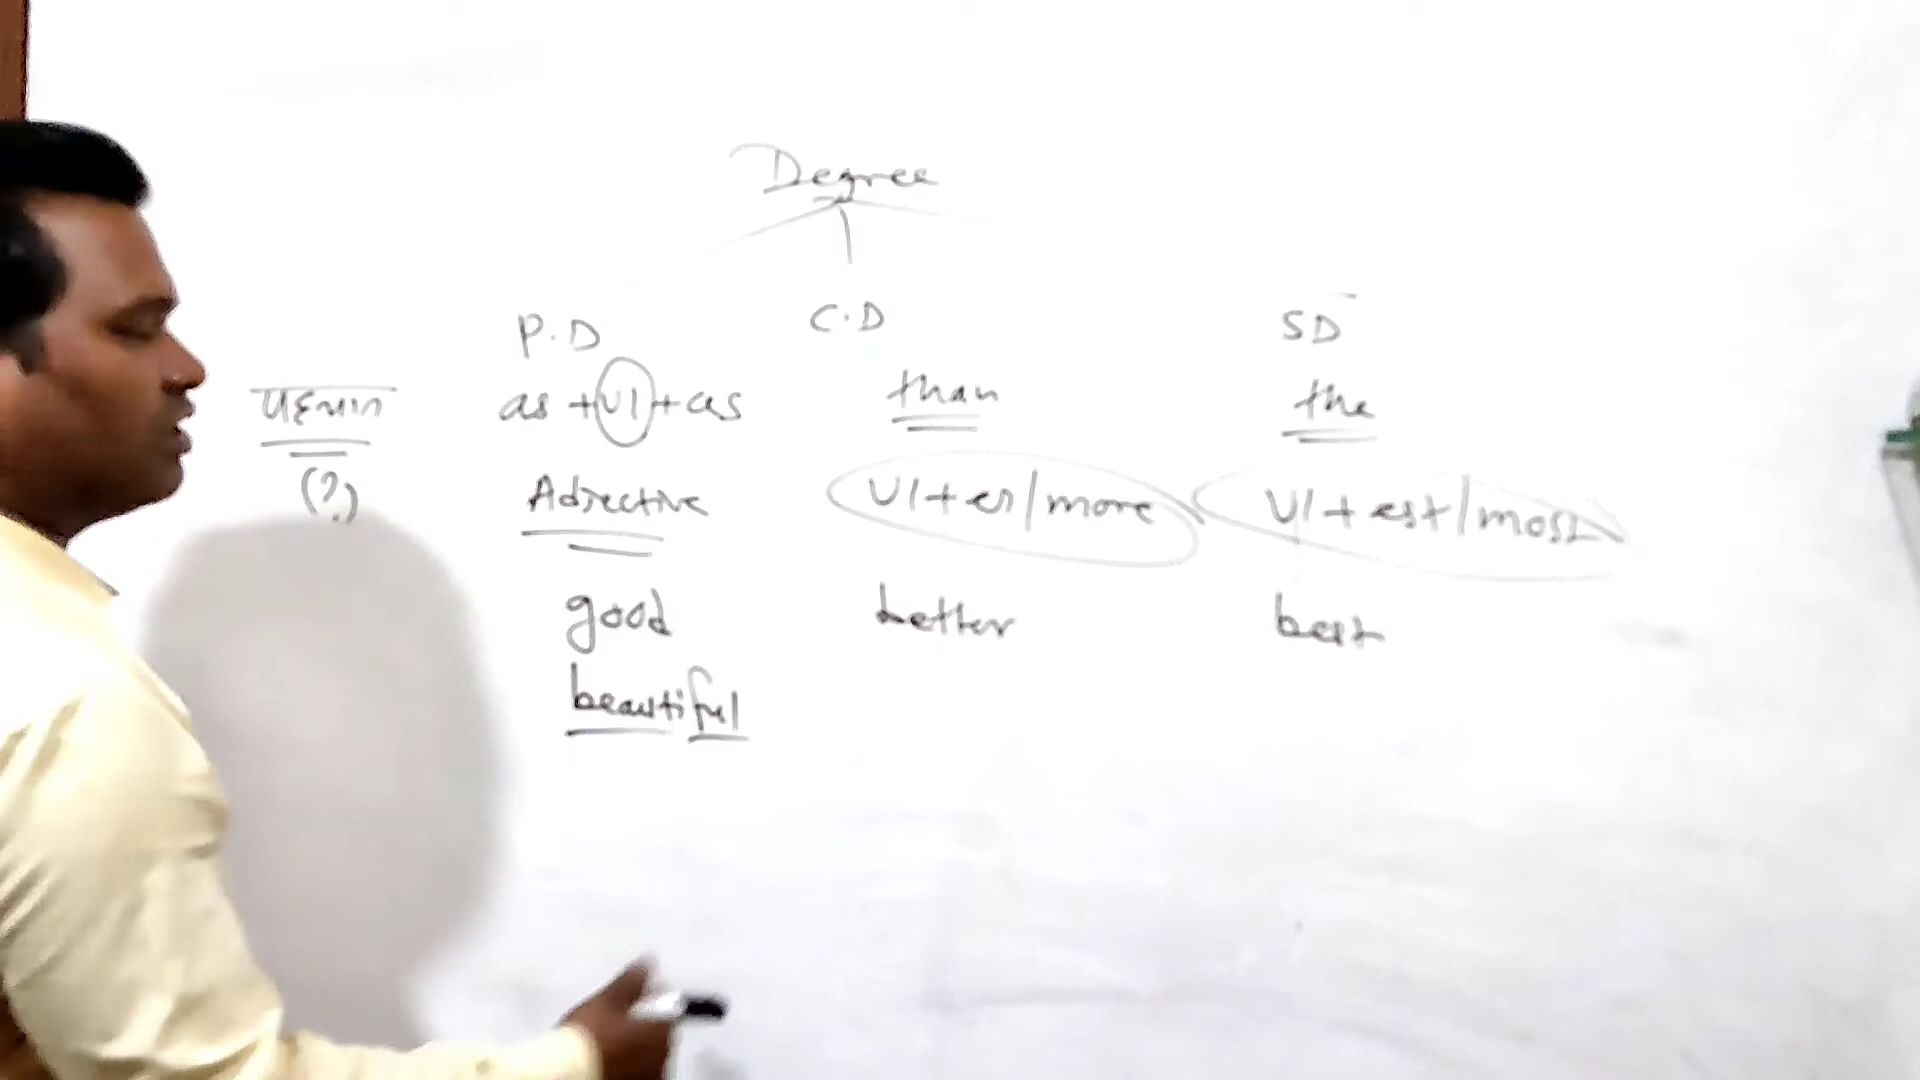 Degree
P.D C.D SD
पहचान as + V1 + as than the
(?) Adjective V1 + er/more V1 + est/most
good better best
beautiful